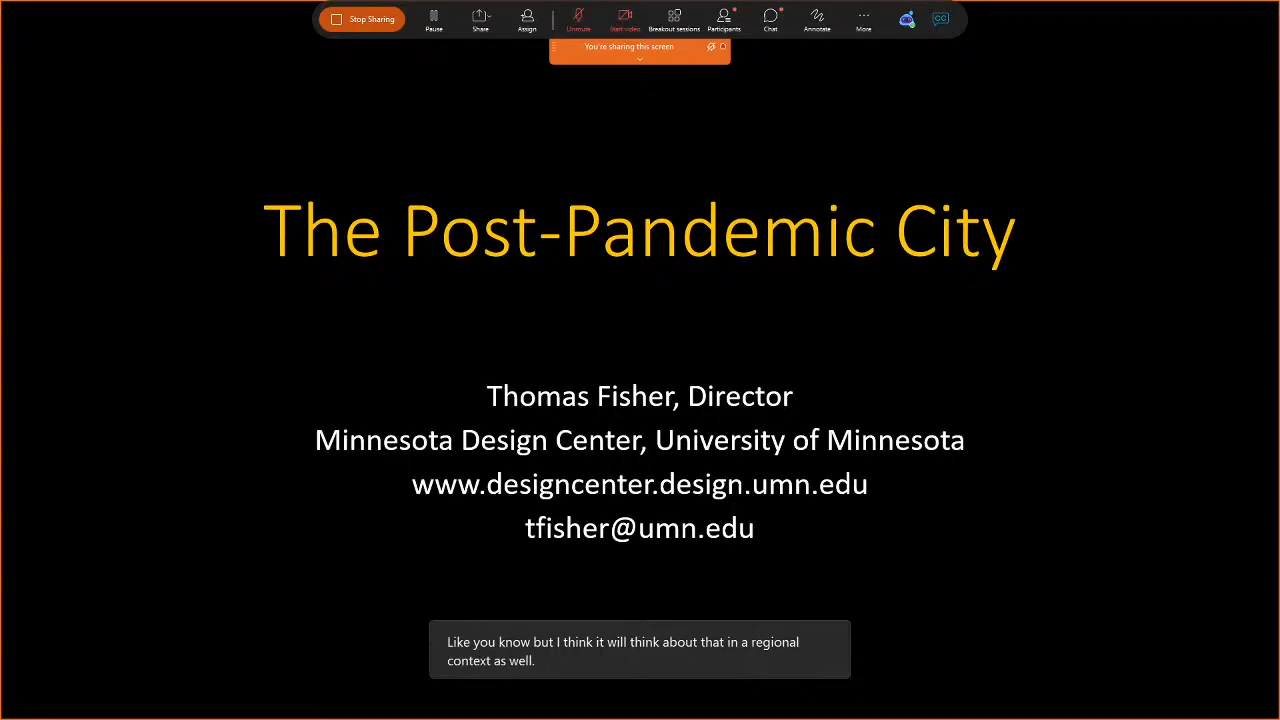 Stop Sharing
Pause
Share
Assign
Unmute
Start video
Breakout sessions
Participants
Chat
Annotate
More
CC
You're sharing this screen
The Post-Pandemic City
Thomas Fisher, Director
Minnesota Design Center, University of Minnesota
www.designcenter.design.umn.edu
tfisher@umn.edu
Like you know but I think it will think about that in a regional
context as well.